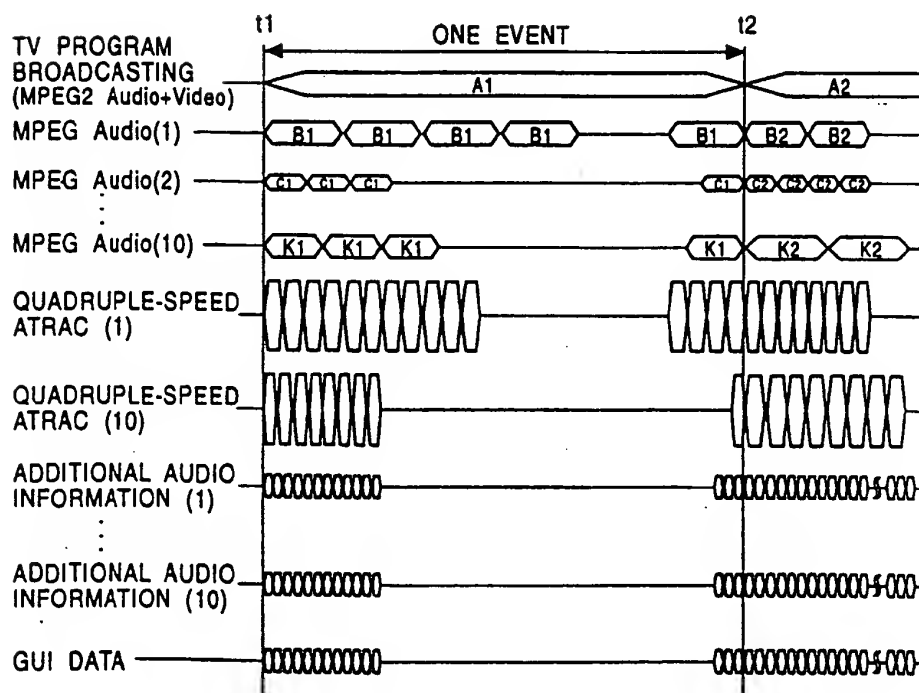 t1 ONE EVENT t2
TV PROGRAM
BROADCASTING
(MPEG2 Audio+Video)
A1 A2
MPEG Audio(1) B1 B1 B1 B1 B1 B2 B2
MPEG Audio(2) C1 C1 C1 C1 C2 C2 C2 C2
MPEG Audio(10) K1 K1 K1 K1 K2 K2
QUADRUPLE-SPEED
ATRAC (1)
QUADRUPLE-SPEED
ATRAC (10)
ADDITIONAL AUDIO
INFORMATION (1)
ADDITIONAL AUDIO
INFORMATION (10)
GUI DATA